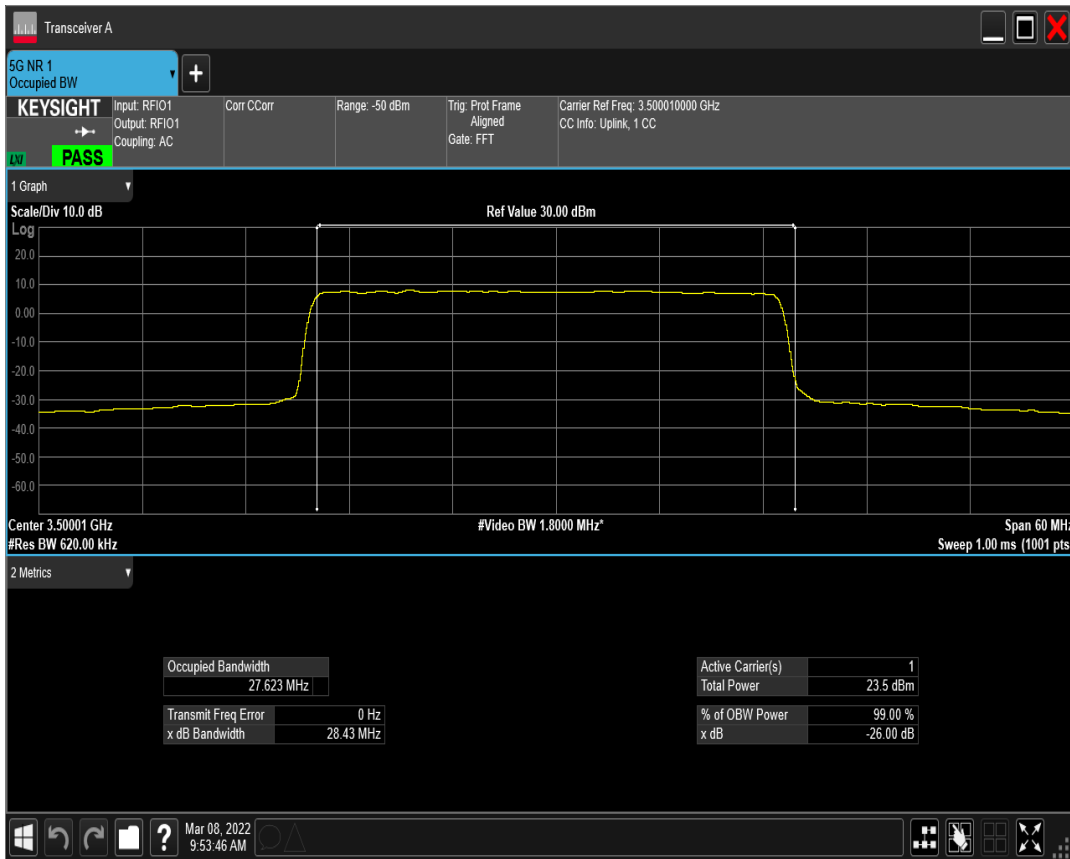 Transceiver A
5G NR 1
Occupied BW
KEYSIGHT
LXI
PASS
Input: RFIO1
Output: RFIO1
Coupling: AC
Corr CCorr
Range: -50 dBm
Trig: Prot Frame
Aligned
Gate: FFT
Carrier Ref Freq: 3.500010000 GHz
CC Info: Uplink, 1 CC
1 Graph
Scale/Div 10.0 dB
Ref Value 30.00 dBm
Log
20.0
10.0
0.00
-10.0
-20.0
-30.0
-40.0
-50.0
-60.0
Center 3.50001 GHz
#Video BW 1.8000 MHz*
Span 60 MHz
#Res BW 620.00 kHz
Sweep 1.00 ms (1001 pts
2 Metrics
Occupied Bandwidth
27.623 MHz
Transmit Freq Error 0 Hz
x dB Bandwidth 28.43 MHz
Active Carrier(s) 1
Total Power 23.5 dBm
% of OBW Power 99.00 %
x dB -26.00 dB
Mar 08, 2022
9:53:46 AM